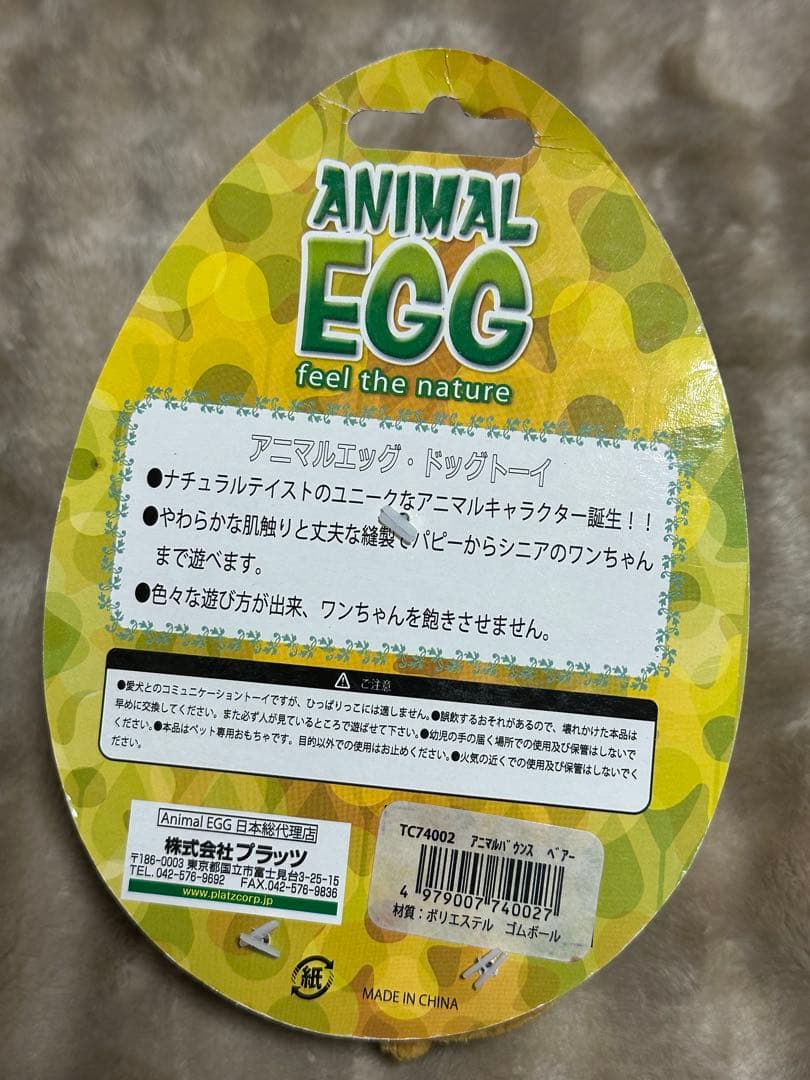 ANIMAL
EGG
feel the nature
アニマルエッグ・ドッグトーイ
●ナチュラルテイストのユニークなアニマルキャラクター誕生！！
●やわらかな肌触りと丈夫な縫製でパピーからシニアのワンちゃん
まで遊べます。
●色々な遊び方が出来、ワンちゃんを飽きさせません。
ご注意
●愛犬とのコミュニケーショントーイですが、ひっぱりっこには適しません。●誤飲するおそれがあるので、壊れかけた本品は
早めに交換してください。また必ず人が見ているところで遊ばせて下さい。●幼児の手の届く場所での使用及び保管はしないで
ください。●本品はペット専用おもちゃです。目的以外での使用はお止めください。●火気の近くでの使用及び保管はしないでく
ださい。
Animal EGG 日本総代理店
株式会社プラッツ
〒186-0003 東京都国立市富士見台3-25-15
TEL. 042-576-9692 FAX.042-576-9836
www.platzcorp.jp
TC74002 アニマルバウンス ベアー
4 979007 740027
材質：ポリエステル ゴムボール
紙
MADE IN CHINA